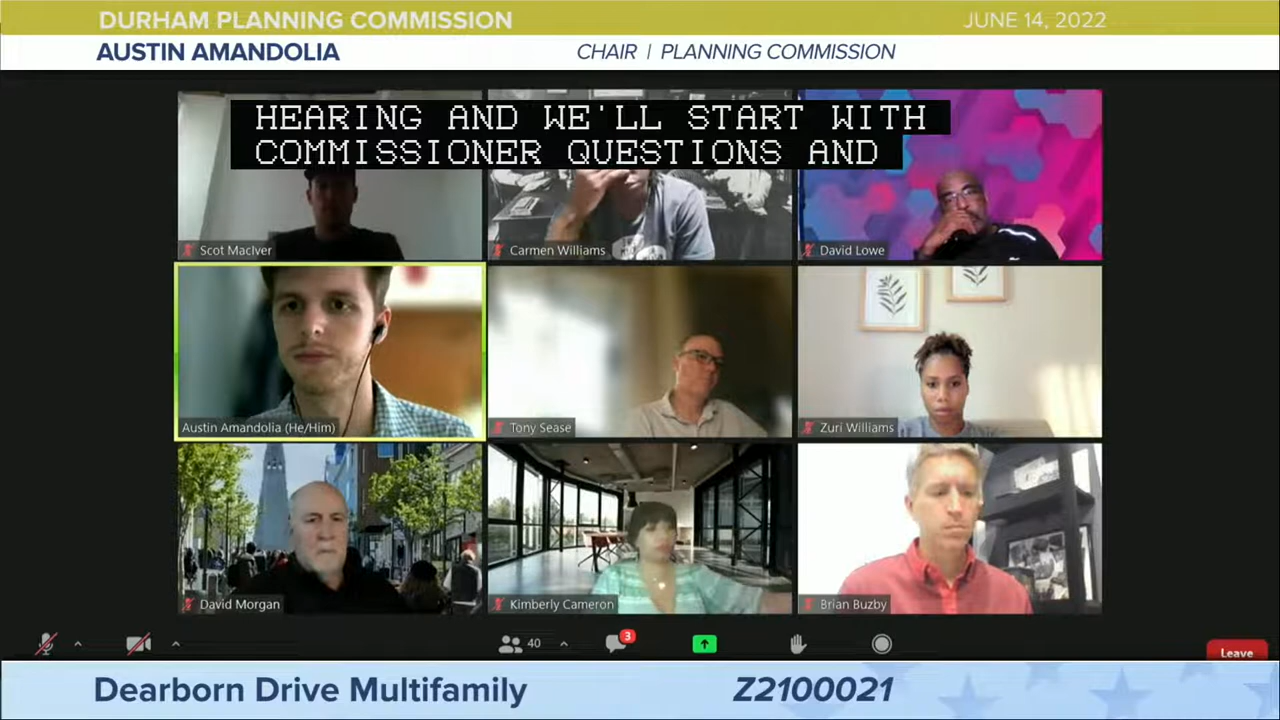 DURHAM PLANNING COMMISSION
JUNE 14, 2022
AUSTIN AMANDOLIA
CHAIR | PLANNING COMMISSION
HEARING AND WE'LL START WITH
COMMISSIONER QUESTIONS AND
Scot MacIver
Carmen Williams
David Lowe
Austin Amandolia (He/Him)
Tony Sease
Zuri Williams
David Morgan
Kimberly Cameron
Brian Buzby
40
3
Leave
Dearborn Drive Multifamily
Z2100021